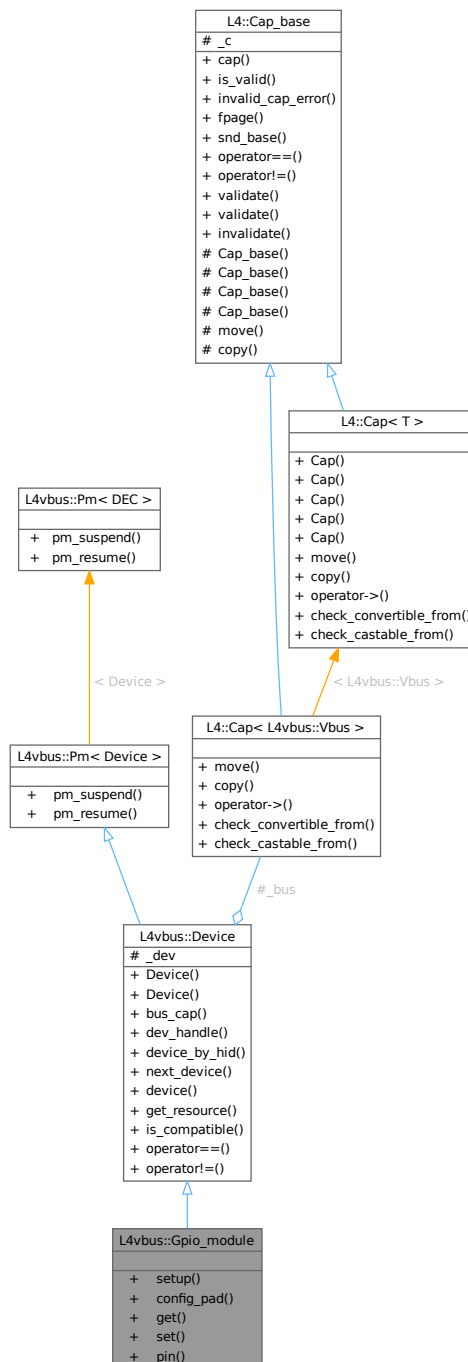 L4::Cap_base
# _c
+ cap()
+ is_valid()
+ invalid_cap_error()
+ fpage()
+ snd_base()
+ operator==()
+ operator!=()
+ validate()
+ validate()
+ invalidate()
# Cap_base()
# Cap_base()
# Cap_base()
# Cap_base()
# move()
# copy()
L4::Cap< T >
+ Cap()
+ Cap()
+ Cap()
+ Cap()
+ Cap()
+ move()
+ copy()
+ operator->()
+ check_convertible_from()
+ check_castable_from()
L4vbus::Pm< DEC >
+ pm_suspend()
+ pm_resume()
< Device >
< L4vbus::Vbus >
L4::Cap< L4vbus::Vbus >
+ move()
+ copy()
+ operator->()
+ check_convertible_from()
+ check_castable_from()
L4vbus::Pm< Device >
+ pm_suspend()
+ pm_resume()
#_bus
L4vbus::Device
# _dev
+ Device()
+ Device()
+ bus_cap()
+ dev_handle()
+ device_by_hid()
+ next_device()
+ device()
+ get_resource()
+ is_compatible()
+ operator==()
+ operator!=()
L4vbus::Gpio_module
+ setup()
+ config_pad()
+ get()
+ set()
+ pin()